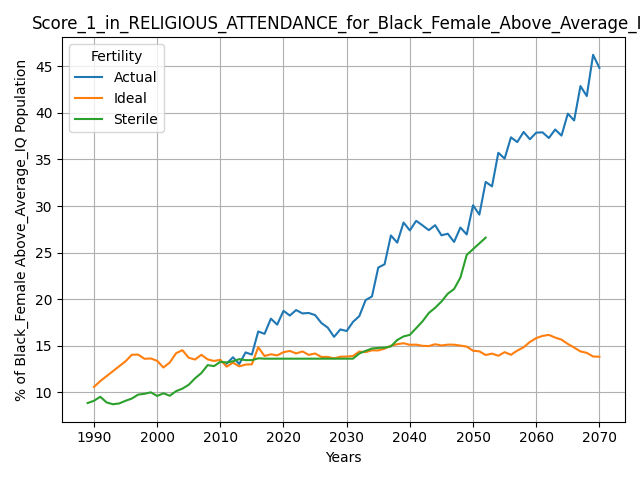 Score_1_in_RELIGIOUS_ATTENDANCE_for_Black_Female_Above_Average_I
Fertility
Actual
Ideal
Sterile
% of Black_Female Above_Average_IQ Population
45
40
35
30
25
20
15
10
1990 2000 2010 2020 2030 2040 2050 2060 2070
Years